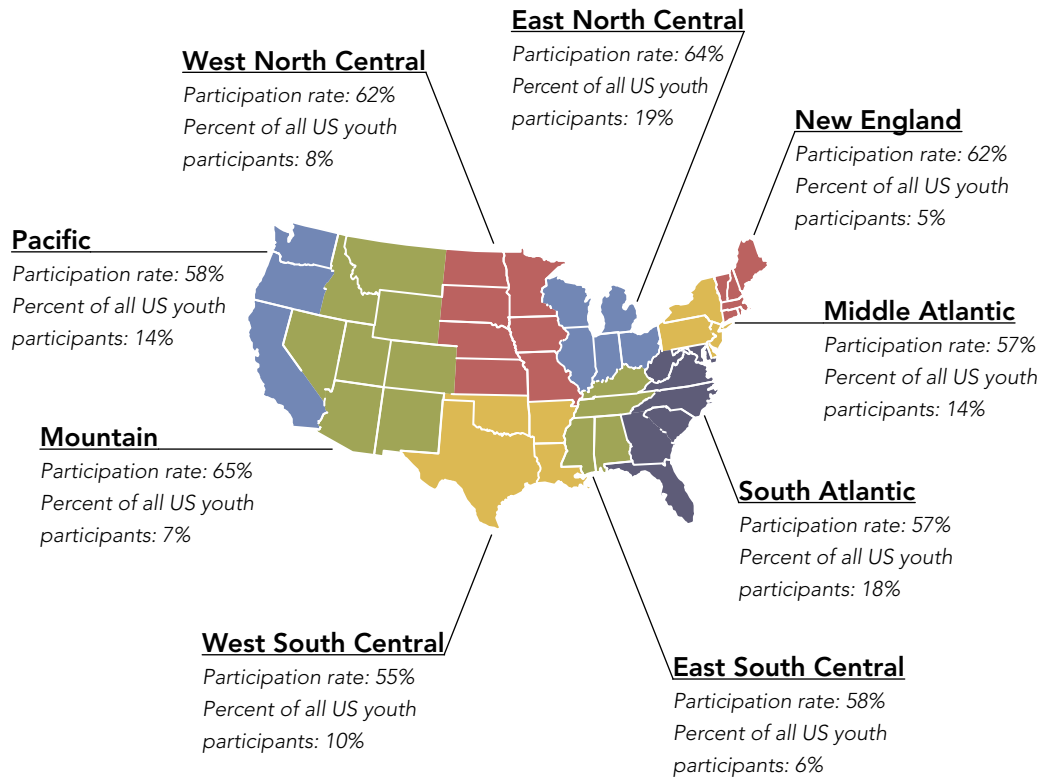 East North Central
Participation rate: 64%
Percent of all US youth
participants: 19%
West North Central
Participation rate: 62%
Percent of all US youth
participants: 8%
New England
Participation rate: 62%
Percent of all US youth
participants: 5%
Pacific
Participation rate: 58%
Percent of all US youth
participants: 14%
Middle Atlantic
Participation rate: 57%
Percent of all US youth
participants: 14%
Mountain
Participation rate: 65%
Percent of all US youth
participants: 7%
South Atlantic
Participation rate: 57%
Percent of all US youth
participants: 18%
West South Central
Participation rate: 55%
Percent of all US youth
participants: 10%
East South Central
Participation rate: 58%
Percent of all US youth
participants: 6%